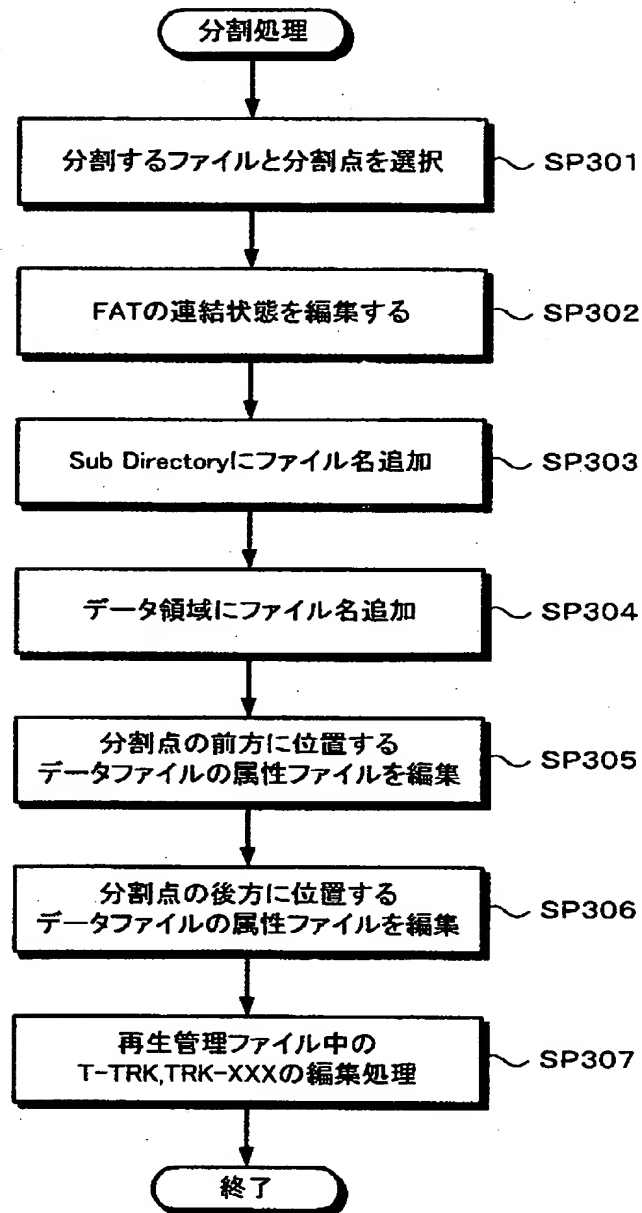 分割処理
分割するファイルと分割点を選択
SP301
FATの連結状態を編集する
SP302
Sub Directoryにファイル名追加
SP303
データ領域にファイル名追加
SP304
分割点の前方に位置する
データファイルの属性ファイルを編集
SP305
分割点の後方に位置する
データファイルの属性ファイルを編集
SP306
再生管理ファイル中の
T-TRK,TRK-XXXの編集処理
SP307
終了